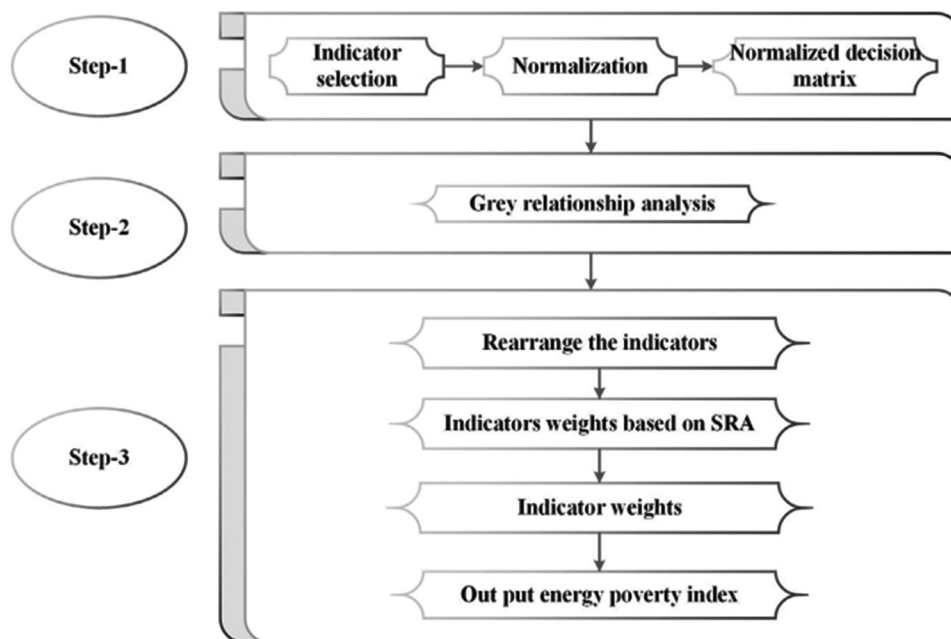 Step-1
Indicator
selection
Normalization
Normalized decision
matrix
Step-2
Grey relationship analysis
Step-3
Rearrange the indicators
Indicators weights based on SRA
Indicator weights
Out put energy poverty index